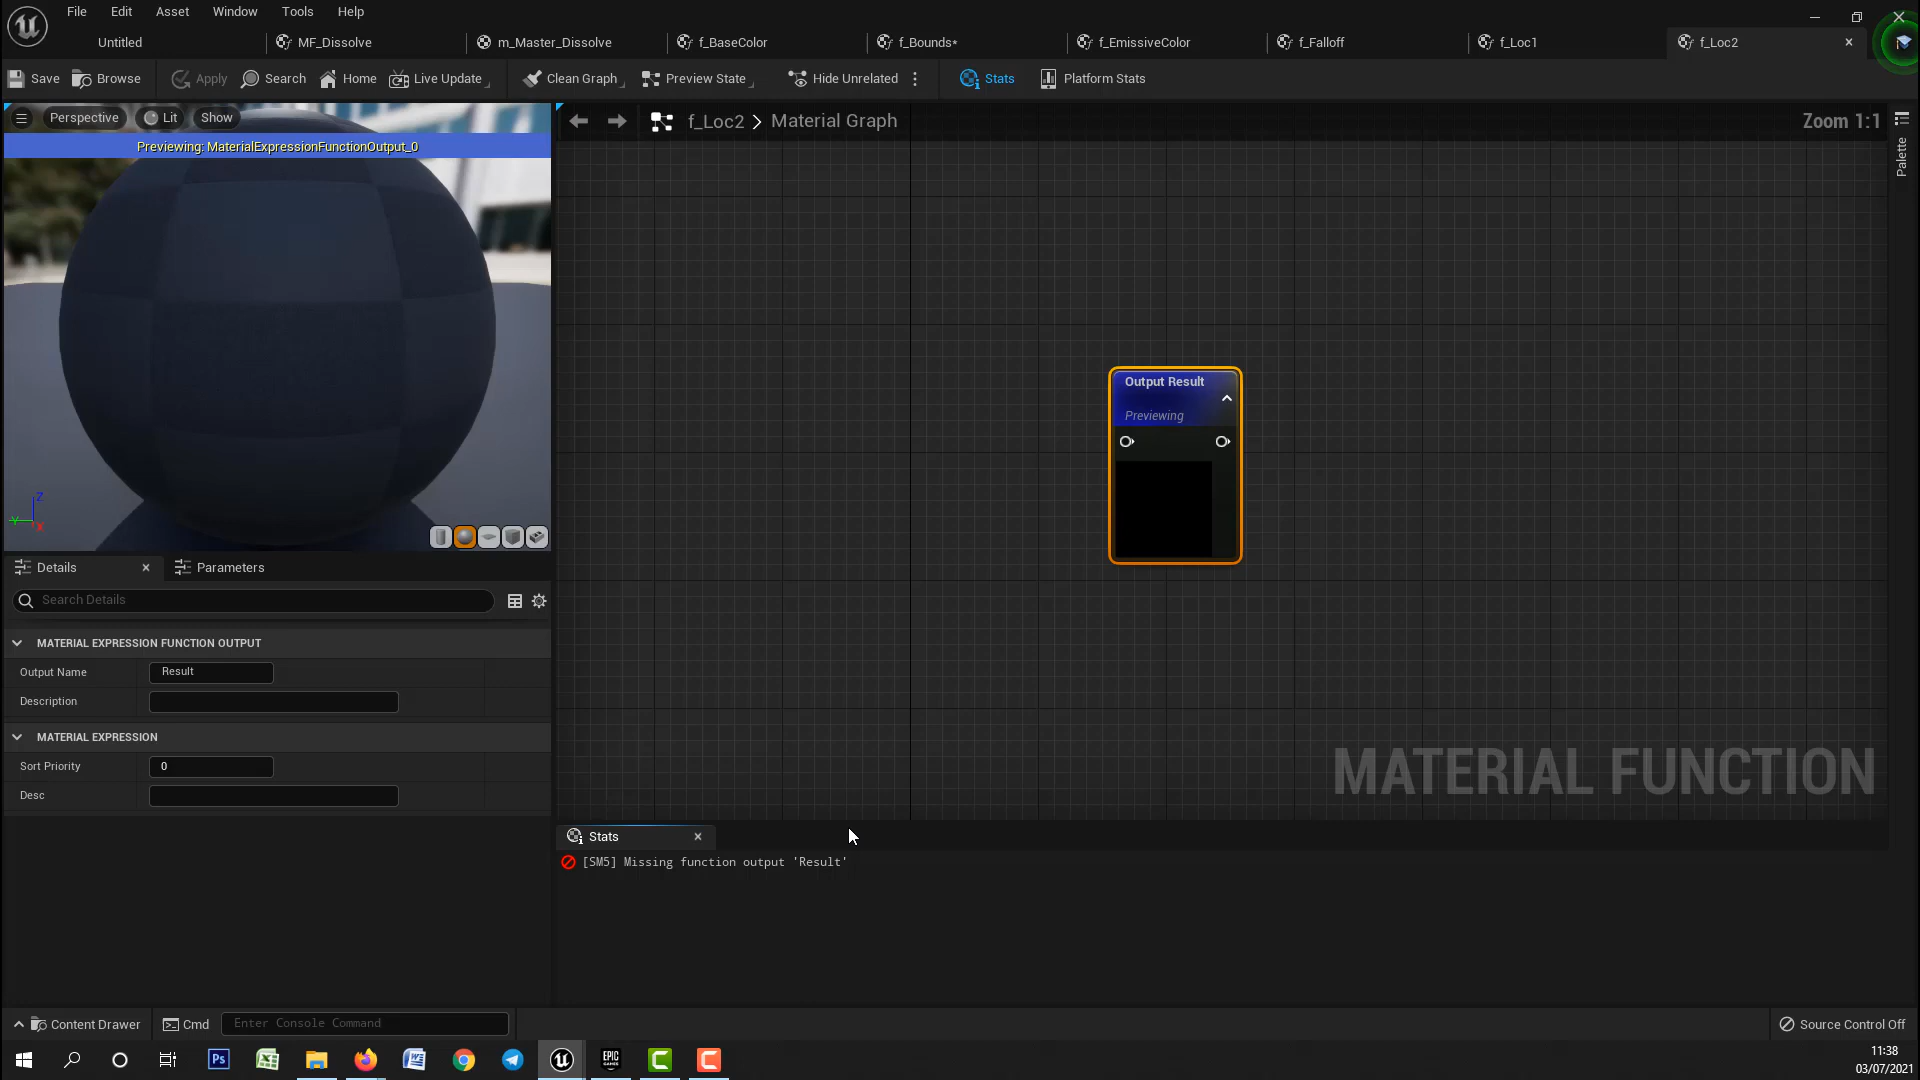 File Edit Asset Window Tools Help
Untitled MF_Dissolve m_Master_Dissolve f_BaseColor f_Bounds* f_EmissiveColor f_Falloff f_Loc1 f_Loc2
Save Browse Apply Search Home Live Update Clean Graph Preview State Hide Unrelated Stats Platform Stats
Perspective Lit Show
Previewing: MaterialExpressionFunctionOutput_0
f_Loc2 > Material Graph
Zoom 1:1
Palette
Output Result
Previewing
Z
Y
X
MATERIAL FUNCTION
Details Parameters
Search Details
MATERIAL EXPRESSION FUNCTION OUTPUT
Output Name Result
Description
MATERIAL EXPRESSION
Sort Priority 0
Desc
Stats
[SM5] Missing function output 'Result'
Content Drawer Cmd Enter Console Command
Source Control Off
Ps
EPIC GAMES
11:38
03/07/2021